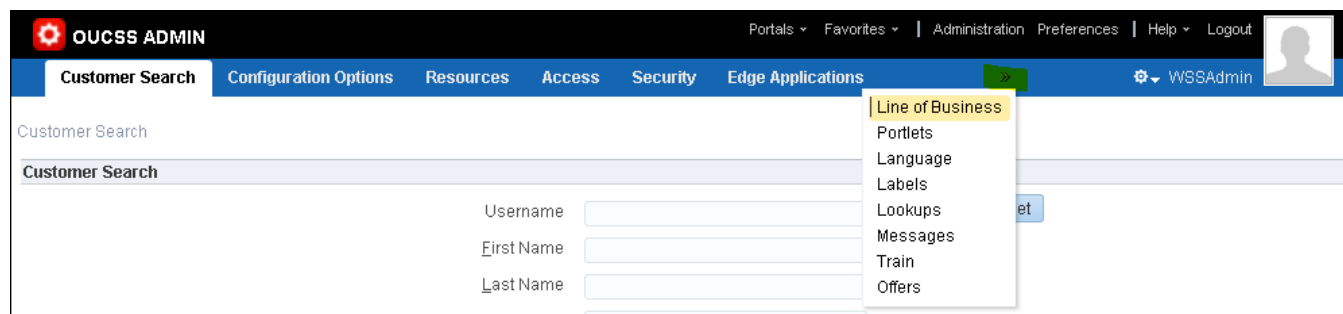 OUCSS ADMIN Portals Favorites | Administration Preferences | Help Logout
Customer Search Configuration Options Resources Access Security Edge Applications » WSSAdmin
Line of Business
Portlets
Language
Labels
Lookups
Messages
Train
Offers
Customer Search
Customer Search
Username
First Name
Last Name
et